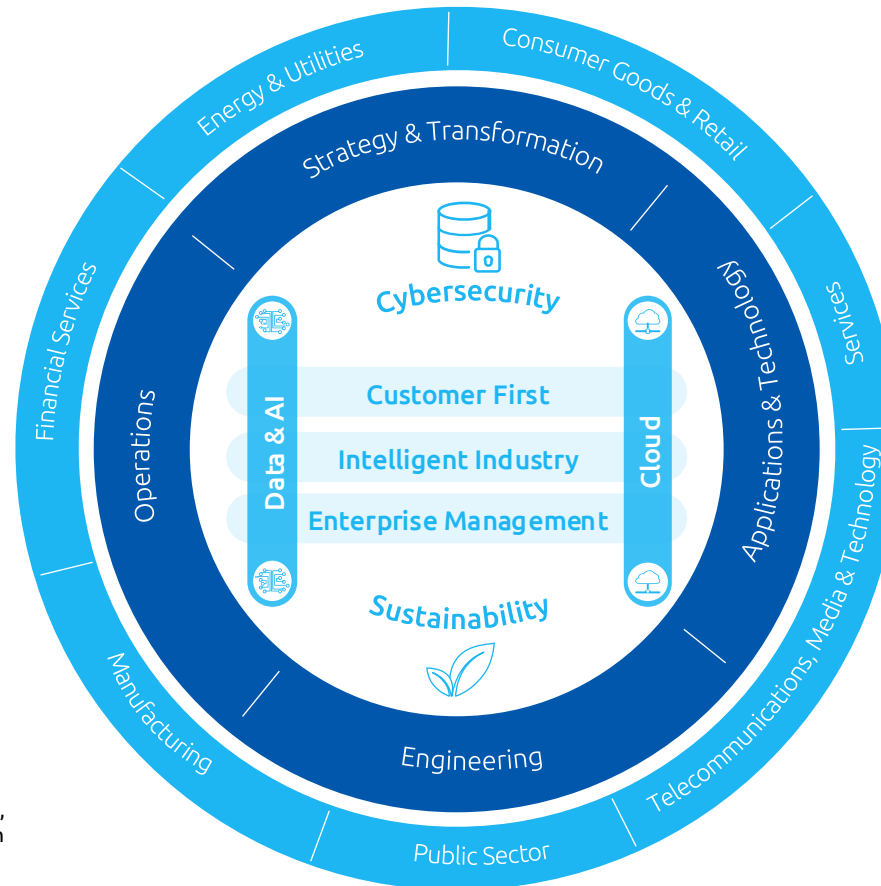 Energy & Utilities
Consumer Goods & Retail
Services
Telecommunications, Media & Technology
Public Sector
Manufacturing
Financial Services
Strategy & Transformation
Applications & Technology
Engineering
Operations
Cybersecurity
Data & AI
Customer First
Intelligent Industry
Enterprise Management
Cloud
Sustainability